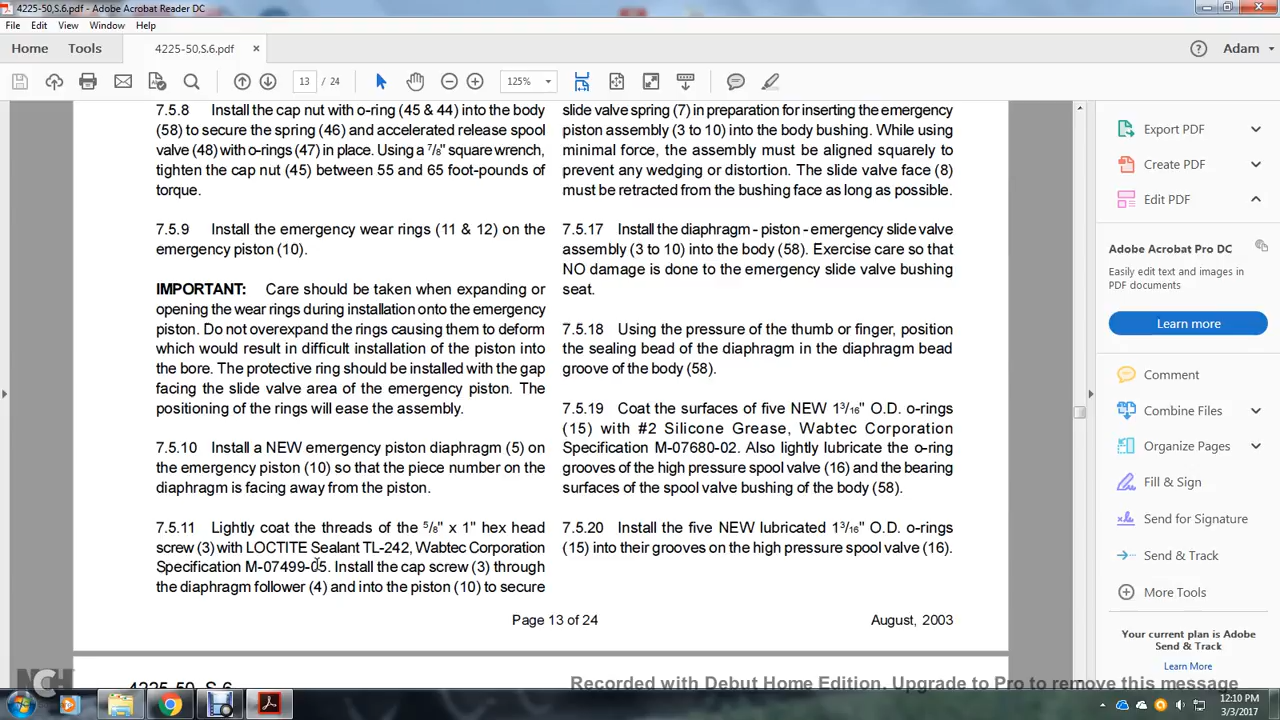 4225-50,S.6.pdf - Adobe Acrobat Reader DC
File Edit View Window Help
Home Tools 4225-50,S.6.pdf × Adam
13 / 24 125%
7.5.8 Install the cap nut with o-ring (45 & 44) into the body
(58) to secure the spring (46) and accelerated release spool
valve (48) with o-rings (47) in place. Using a 7/8" square wrench,
tighten the cap nut (45) between 55 and 65 foot-pounds of
torque.
7.5.9 Install the emergency wear rings (11 & 12) on the
emergency piston (10).
IMPORTANT: Care should be taken when expanding or
opening the wear rings during installation onto the emergency
piston. Do not overexpand the rings causing them to deform
which would result in difficult installation of the piston into
the bore. The protective ring should be installed with the gap
facing the slide valve area of the emergency piston. The
positioning of the rings will ease the assembly.
7.5.10 Install a NEW emergency piston diaphragm (5) on
the emergency piston (10) so that the piece number on the
diaphragm is facing away from the piston.
7.5.11 Lightly coat the threads of the 5/8" x 1" hex head
screw (3) with LOCTITE Sealant TL-242, Wabtec Corporation
Specification M-07499-05. Install the cap screw (3) through
the diaphragm follower (4) and into the piston (10) to secure
slide valve spring (7) in preparation for inserting the emergency
piston assembly (3 to 10) into the body bushing. While using
minimal force, the assembly must be aligned squarely to
prevent any wedging or distortion. The slide valve face (8)
must be retracted from the bushing face as long as possible.
7.5.17 Install the diaphragm - piston - emergency slide valve
assembly (3 to 10) into the body (58). Exercise care so that
NO damage is done to the emergency slide valve bushing
seat.
7.5.18 Using the pressure of the thumb or finger, position
the sealing bead of the diaphragm in the diaphragm bead
groove of the body (58).
7.5.19 Coat the surfaces of five NEW 1 3/16" O.D. o-rings
(15) with #2 Silicone Grease, Wabtec Corporation
Specification M-07680-02. Also lightly lubricate the o-ring
grooves of the high pressure spool valve (16) and the bearing
surfaces of the spool valve bushing of the body (58).
7.5.20 Install the five NEW lubricated 1 3/16" O.D. o-rings
(15) into their grooves on the high pressure spool valve (16).
Page 13 of 24 August, 2003
4225-50, S.6
Export PDF
Create PDF
Edit PDF
Adobe Acrobat Pro DC
Easily edit text and images in
PDF documents
Learn more
Comment
Combine Files
Organize Pages
Fill & Sign
Send for Signature
Send & Track
More Tools
Your current plan is Adobe
Send & Track
Learn More
NCH
Recorded with Debut Home Edition. Upgrade to Pro to remove this message
12:10 PM
3/3/2017